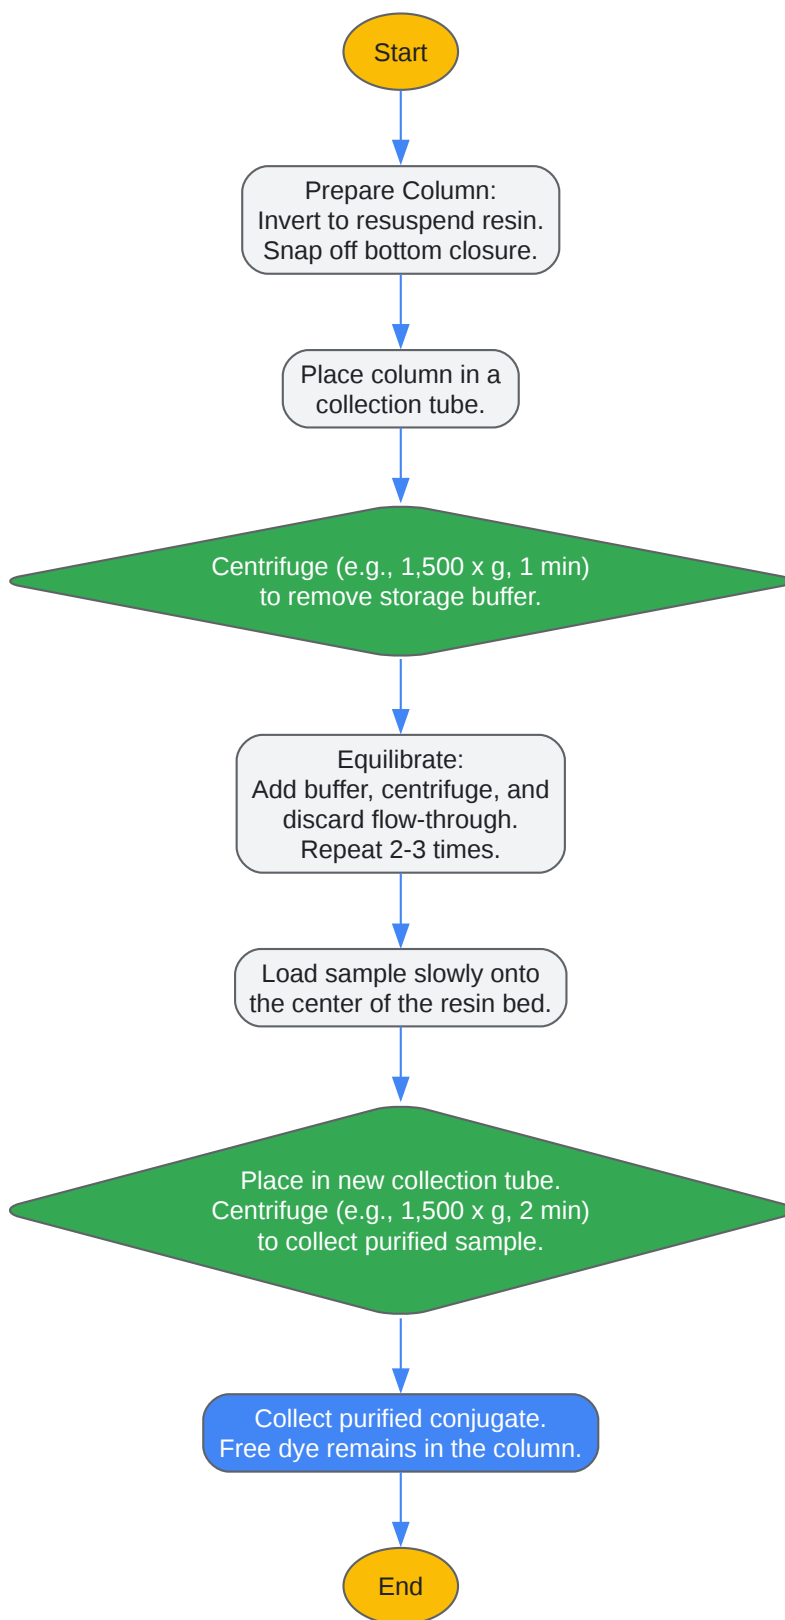 Start
Prepare Column:
Invert to resuspend resin.
Snap off bottom closure.
Place column in a
collection tube.
Centrifuge (e.g., 1,500 x g, 1 min)
to remove storage buffer.
Equilibrate:
Add buffer, centrifuge, and
discard flow-through.
Repeat 2-3 times.
Load sample slowly onto
the center of the resin bed.
Place in new collection tube.
Centrifuge (e.g., 1,500 x g, 2 min)
to collect purified sample.
Collect purified conjugate.
Free dye remains in the column.
End